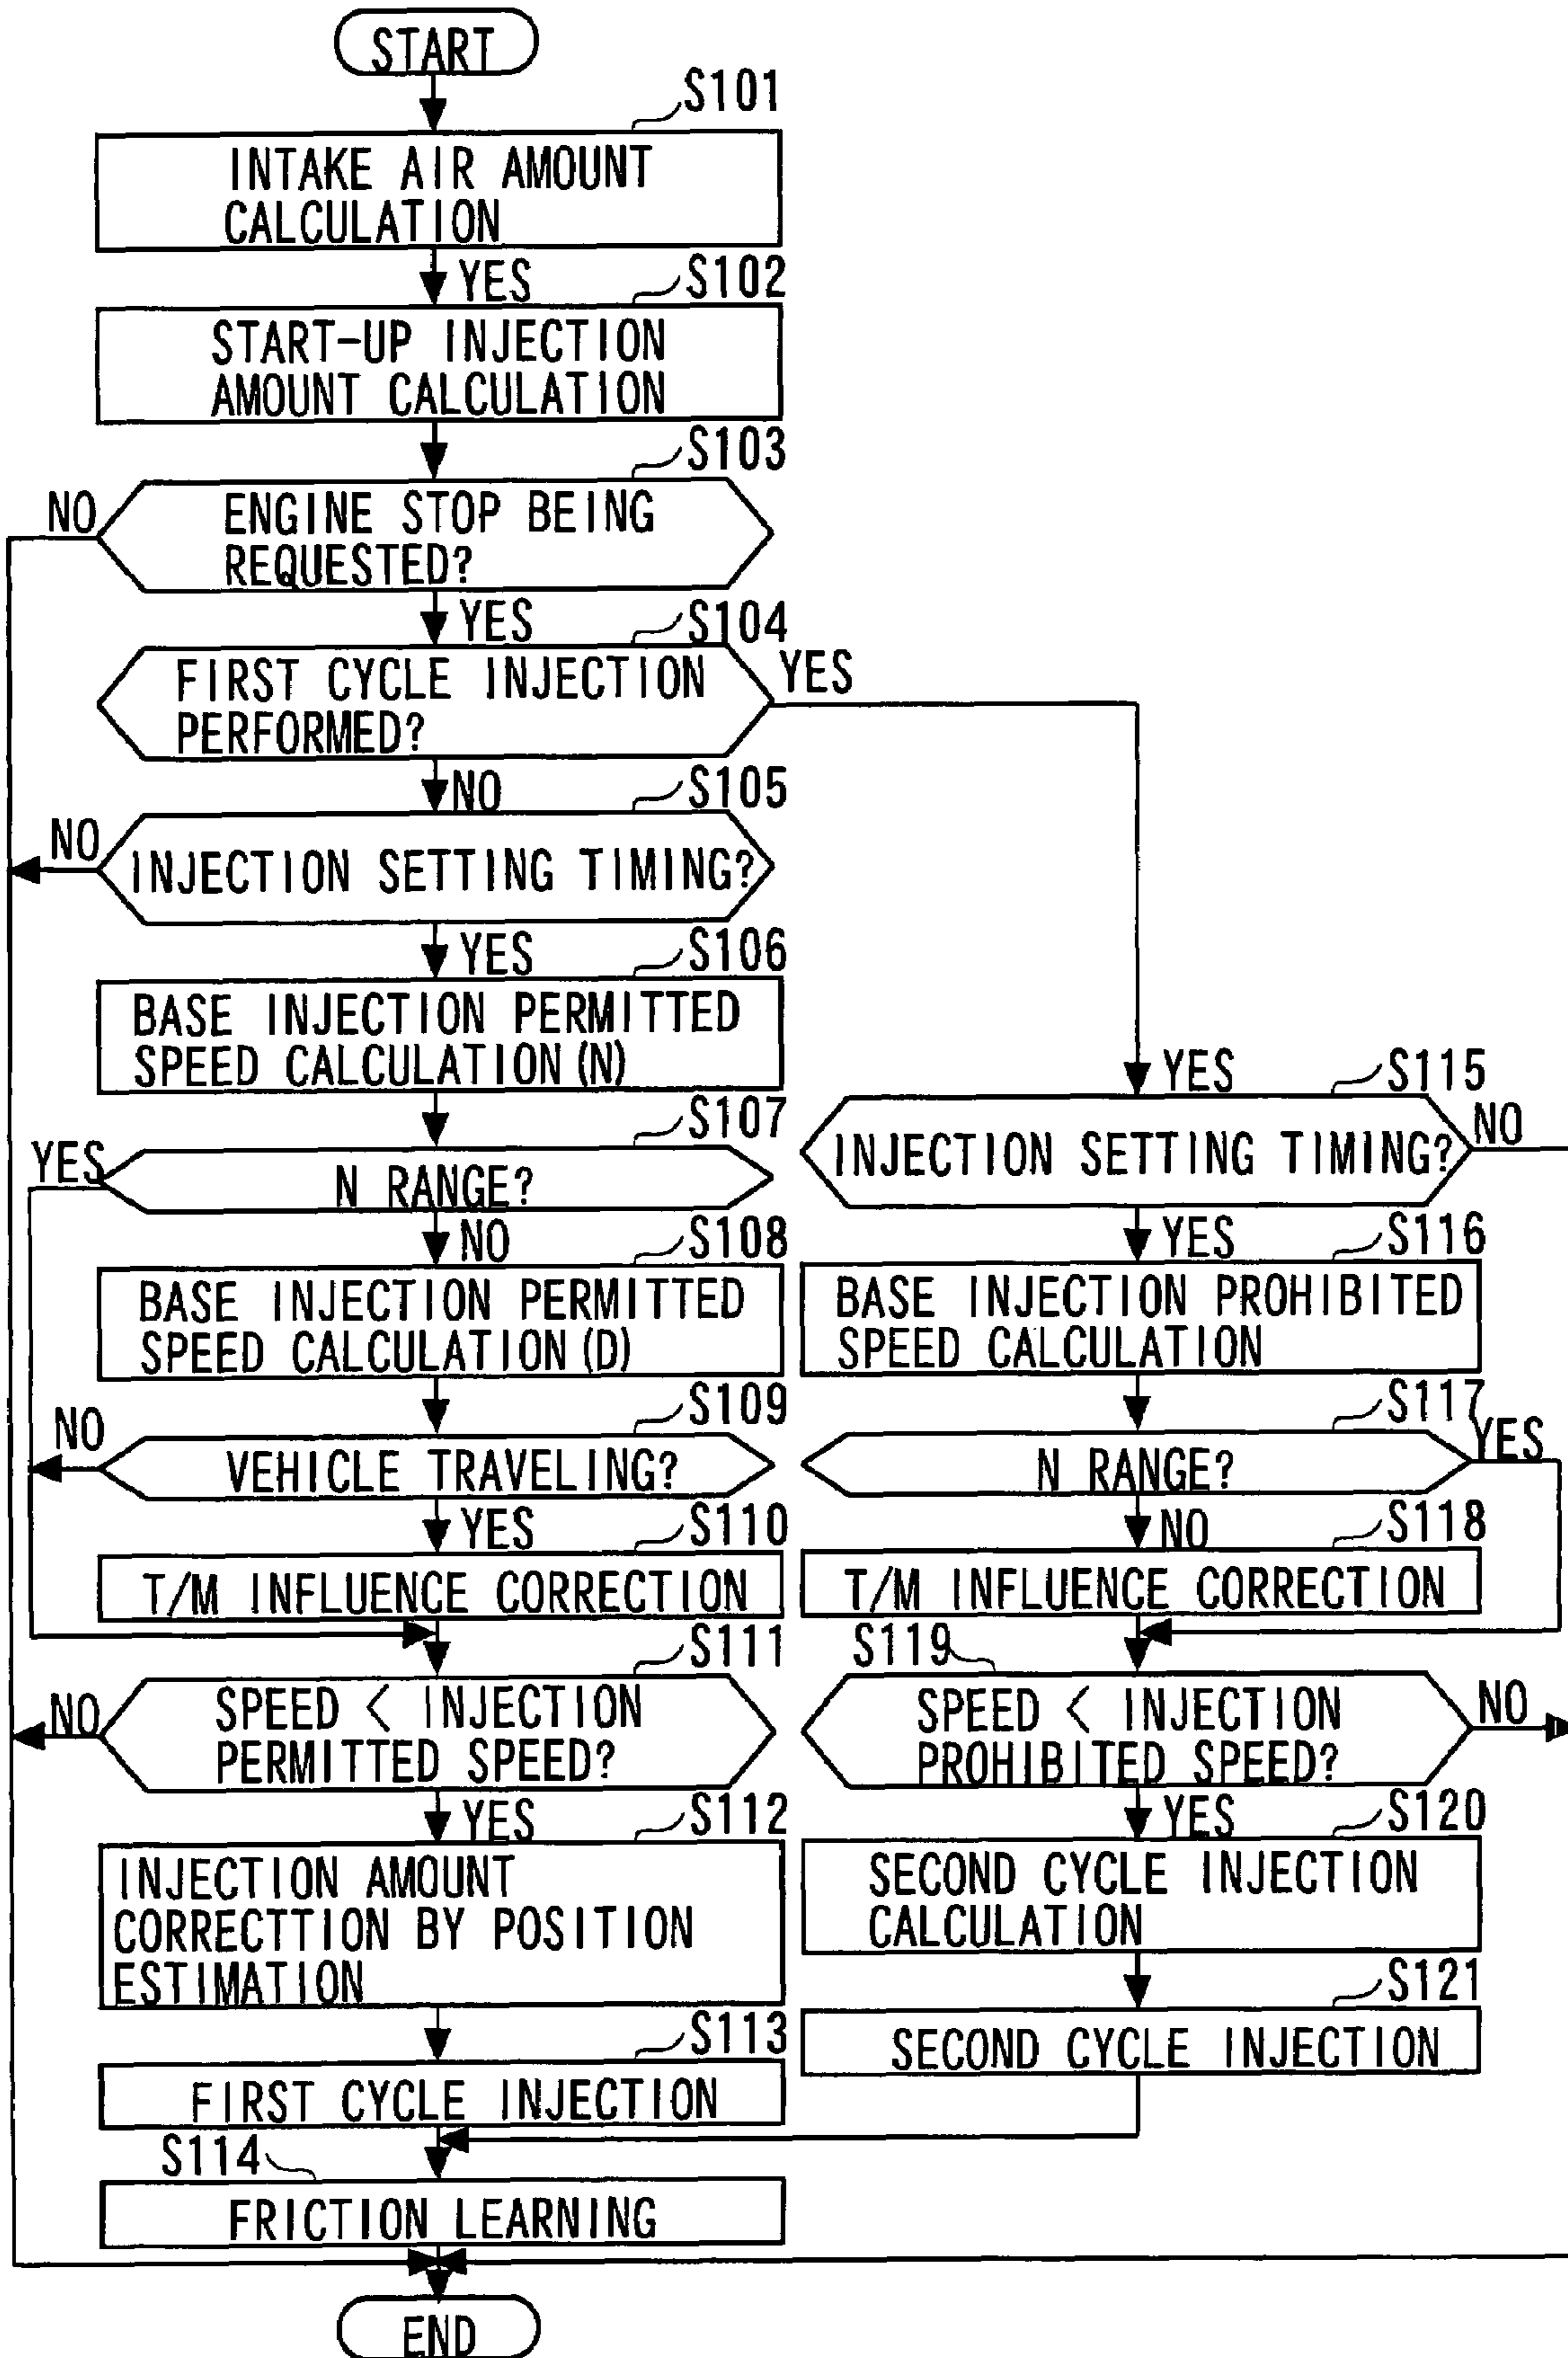 START
S101
INTAKE AIR AMOUNT
CALCULATION
YES
S102
START-UP INJECTION
AMOUNT CALCULATION
S103
NO
ENGINE STOP BEING
REQUESTED?
YES
S104
FIRST CYCLE INJECTION
PERFORMED?
YES
NO
S105
NO
INJECTION SETTING TIMING?
YES
S106
BASE INJECTION PERMITTED
SPEED CALCULATION(N)
S107
YES
N RANGE?
NO
S108
BASE INJECTION PERMITTED
SPEED CALCULATION(D)
S109
NO
VEHICLE TRAVELING?
YES
S110
T/M INFLUENCE CORRECTION
S111
NO
SPEED < INJECTION
PERMITTED SPEED?
YES
S112
INJECTION AMOUNT
CORRECTTION BY POSITION
ESTIMATION
S113
FIRST CYCLE INJECTION
S114
FRICTION LEARNING
END
YES
S115
INJECTION SETTING TIMING?
NO
YES
S116
BASE INJECTION PROHIBITED
SPEED CALCULATION
S117
N RANGE?
YES
NO
S118
T/M INFLUENCE CORRECTION
S119
SPEED < INJECTION
PROHIBITED SPEED?
NO
YES
S120
SECOND CYCLE INJECTION
CALCULATION
S121
SECOND CYCLE INJECTION